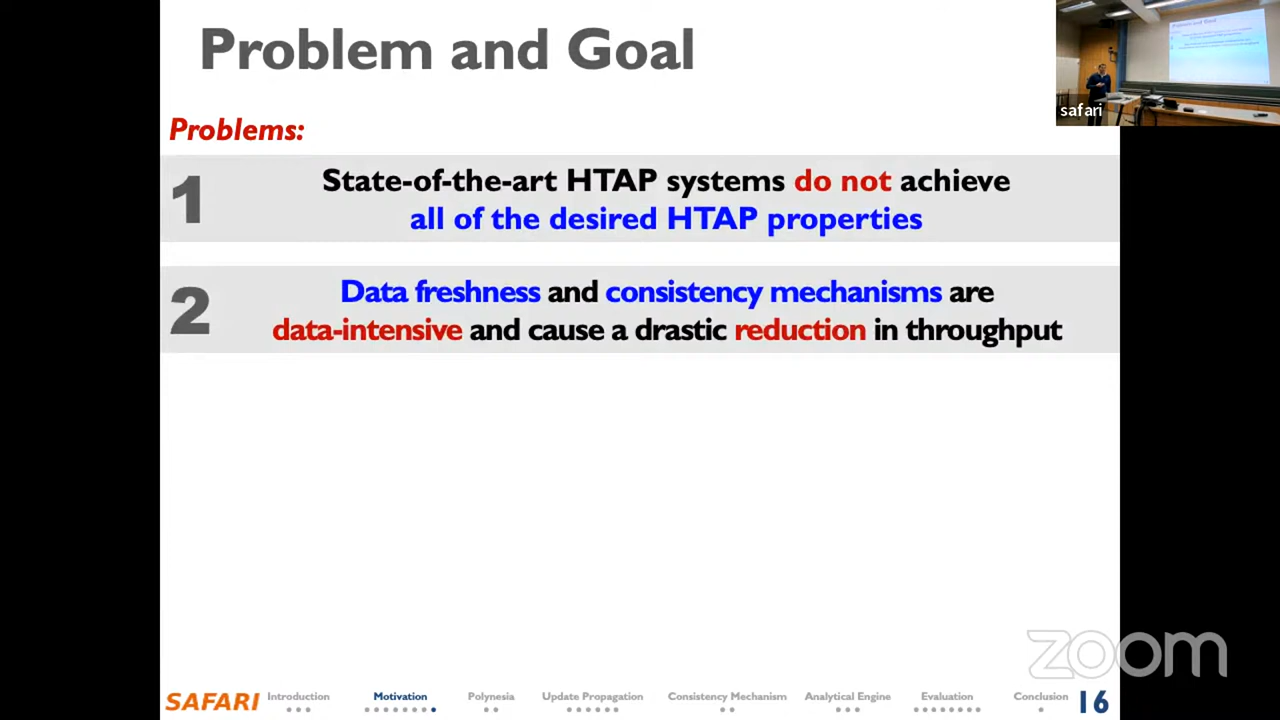 Problem and Goal
safari
Problems:
1
State-of-the-art HTAP systems do not achieve
all of the desired HTAP properties
2
Data freshness and consistency mechanisms are
data-intensive and cause a drastic reduction in throughput
zoom
SAFARI
Introduction
Motivation
Polynesia
Update Propagation
Consistency Mechanism
Analytical Engine
Evaluation
Conclusion
16